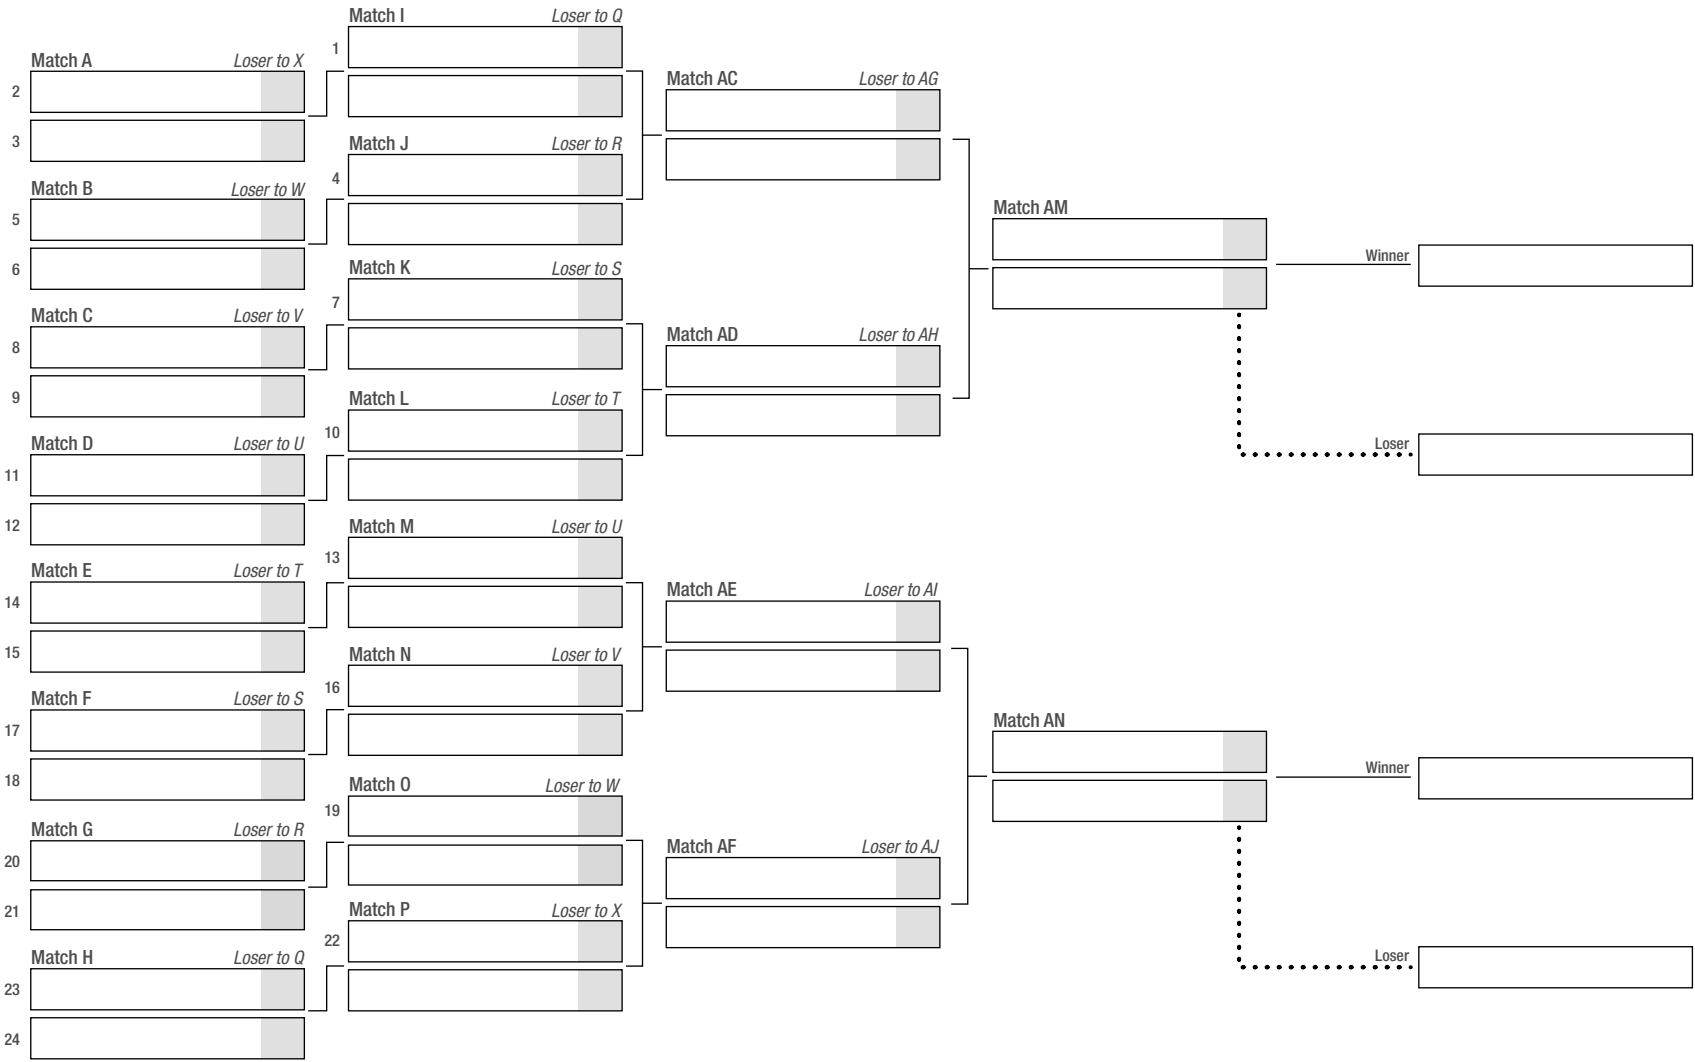 Match A Loser to X
2
3
Match B Loser to W
5
6
Match C Loser to V
8
9
Match D Loser to U
11
12
Match E Loser to T
14
15
Match F Loser to S
17
18
Match G Loser to R
20
21
Match H Loser to Q
23
24
Match I Loser to Q
1
Match J Loser to R
4
Match K Loser to S
7
Match L Loser to T
10
Match M Loser to U
13
Match N Loser to V
16
Match O Loser to W
19
Match P Loser to X
22
Match AC Loser to AG
Match AD Loser to AH
Match AE Loser to AI
Match AF Loser to AJ
Match AM
Winner
Loser
Match AN
Winner
Loser